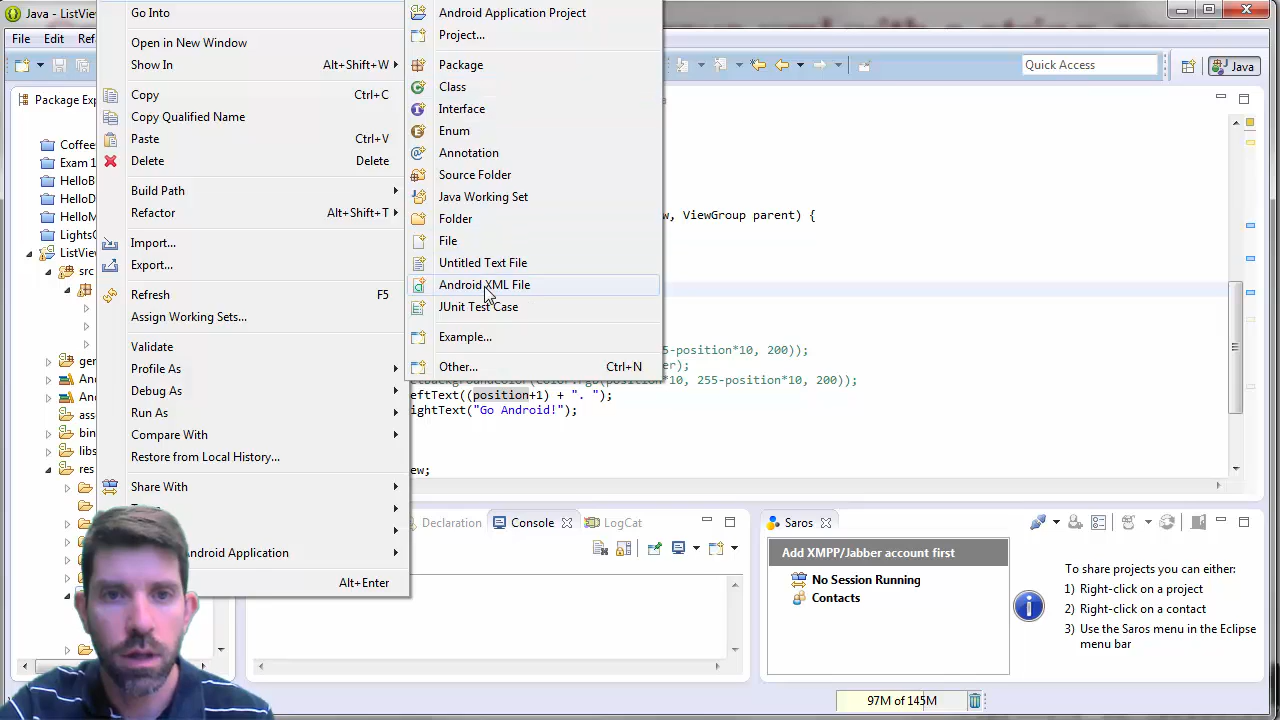 Java - ListView
File Edit Ref
Quick Access
Java
Package Exp
Coffee
Exam 1
HelloB
HelloD
HelloM
LightsO
ListView
src
gen
And
And
asse
bin
libs
res
Go Into
Open in New Window
Show In Alt+Shift+W
Copy Ctrl+C
Copy Qualified Name
Paste Ctrl+V
Delete Delete
Build Path
Refactor Alt+Shift+T
Import...
Export...
Refresh F5
Assign Working Sets...
Validate
Profile As
Debug As
Run As
Compare With
Restore from Local History...
Share With
Android Application
Alt+Enter
Android Application Project
Project...
Package
Class
Interface
Enum
Annotation
Source Folder
Java Working Set
Folder
File
Untitled Text File
Android XML File
JUnit Test Case
Example...
Other... Ctrl+N
w, ViewGroup parent) {
5-position*10, 200));
er);
etBackgroundColor(Color.rgb(position*10, 255-position*10, 200));
eftText((position+1) + ". ");
ightText("Go Android!");
ew;
Declaration Console LogCat
Saros
Add XMPP/Jabber account first
No Session Running
Contacts
To share projects you can either:
1) Right-click on a project
2) Right-click on a contact
3) Use the Saros menu in the Eclipse
menu bar
97M of 145M